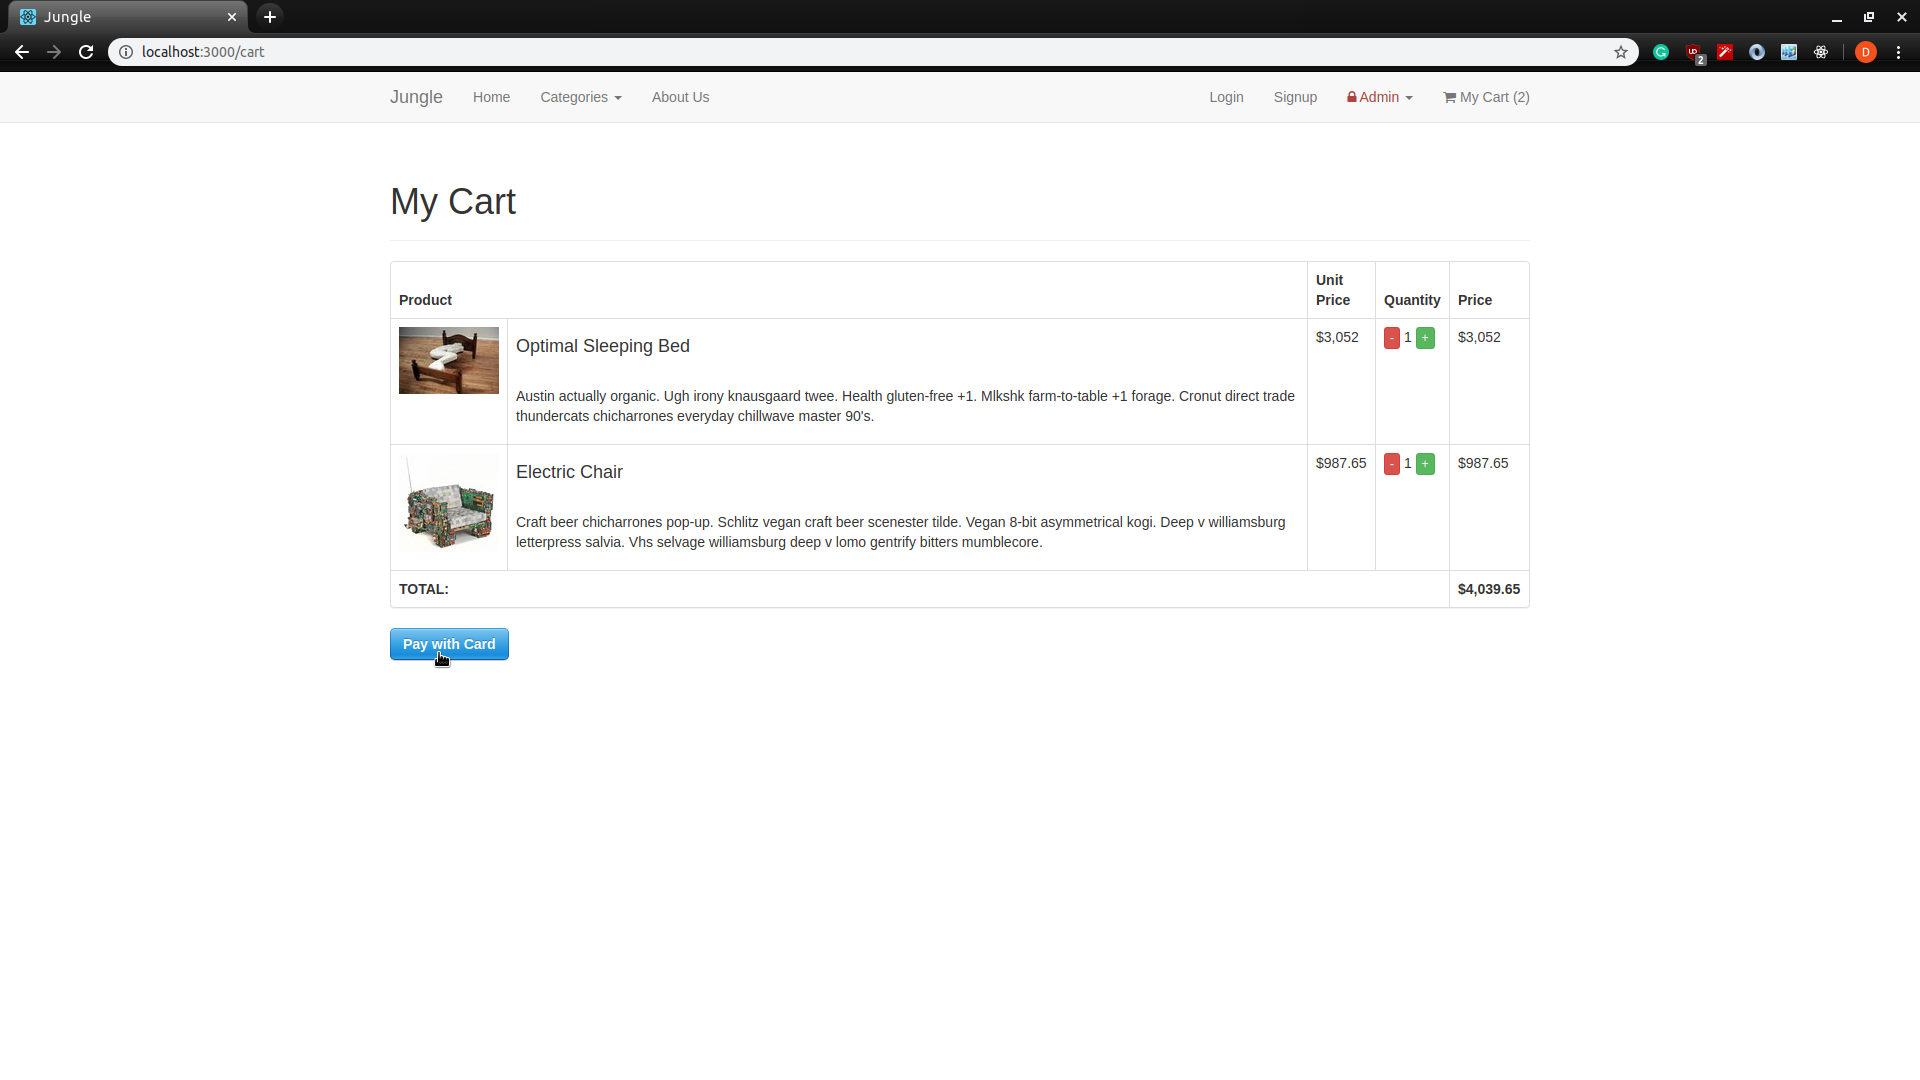 Jungle
localhost:3000/cart
2
D
Jungle Home Categories About Us Login Signup Admin My Cart (2)
My Cart
Product Unit Price Quantity Price
Optimal Sleeping Bed
$3,052 - 1 + $3,052
Austin actually organic. Ugh irony knausgaard twee. Health gluten-free +1. Mlkshk farm-to-table +1 forage. Cronut direct trade
thundercats chicharrones everyday chillwave master 90's.
Electric Chair
$987.65 - 1 + $987.65
Craft beer chicharrones pop-up. Schlitz vegan craft beer scenester tilde. Vegan 8-bit asymmetrical kogi. Deep v williamsburg
letterpress salvia. Vhs selvage williamsburg deep v lomo gentrify bitters mumblecore.
TOTAL: $4,039.65
Pay with Card